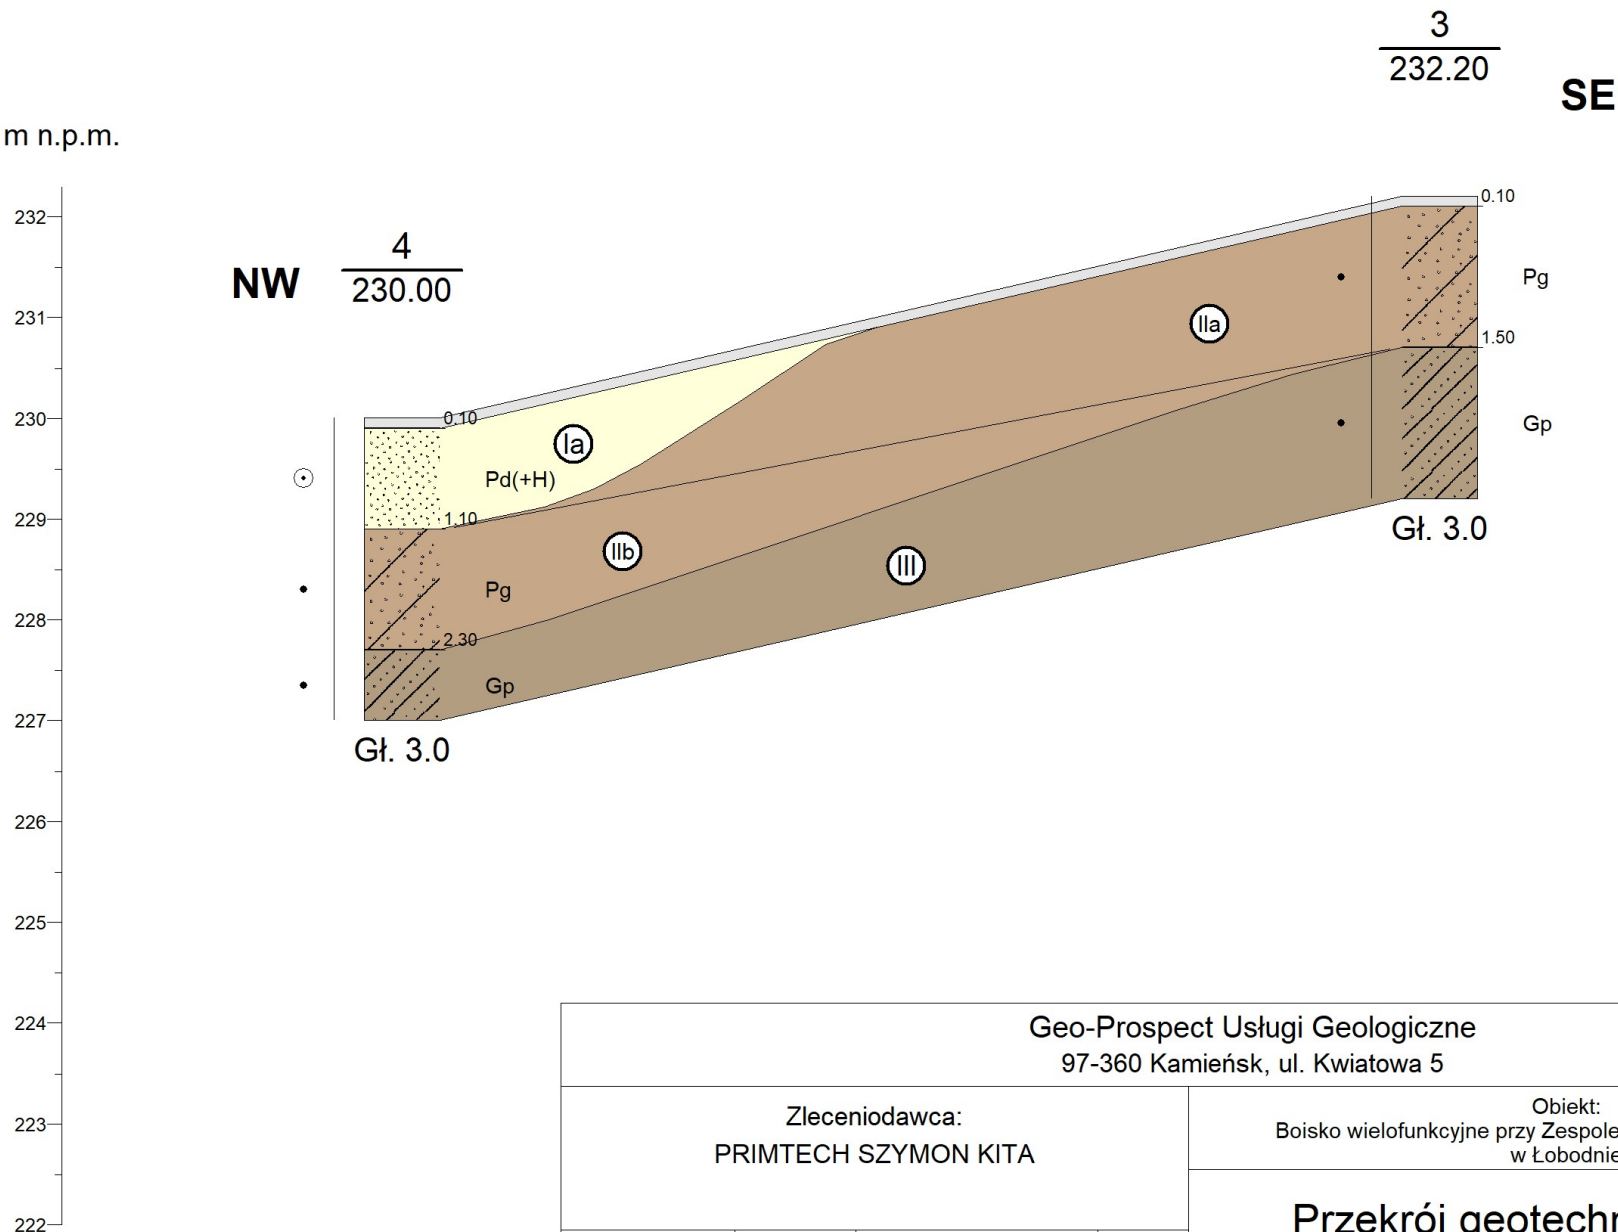 3
232.20
SE
m n.p.m.
232
0.10
4
NW
230.00
Pg
231
IIa
1.50
230
0.10
Ia
Gp
Pd(+H)
229
1.10
Gł. 3.0
IIb
III
Pg
228
2.30
Gp
227
Gł. 3.0
226
225
224
Geo-Prospect Usługi Geologiczne
97-360 Kamieńsk, ul. Kwiatowa 5
Zleceniodawca:
PRIMTECH SZYMON KITA
Obiekt:
Boisko wielofunkcyjne przy Zespole
w Łobodnie
223
Przekrój geotechn
222